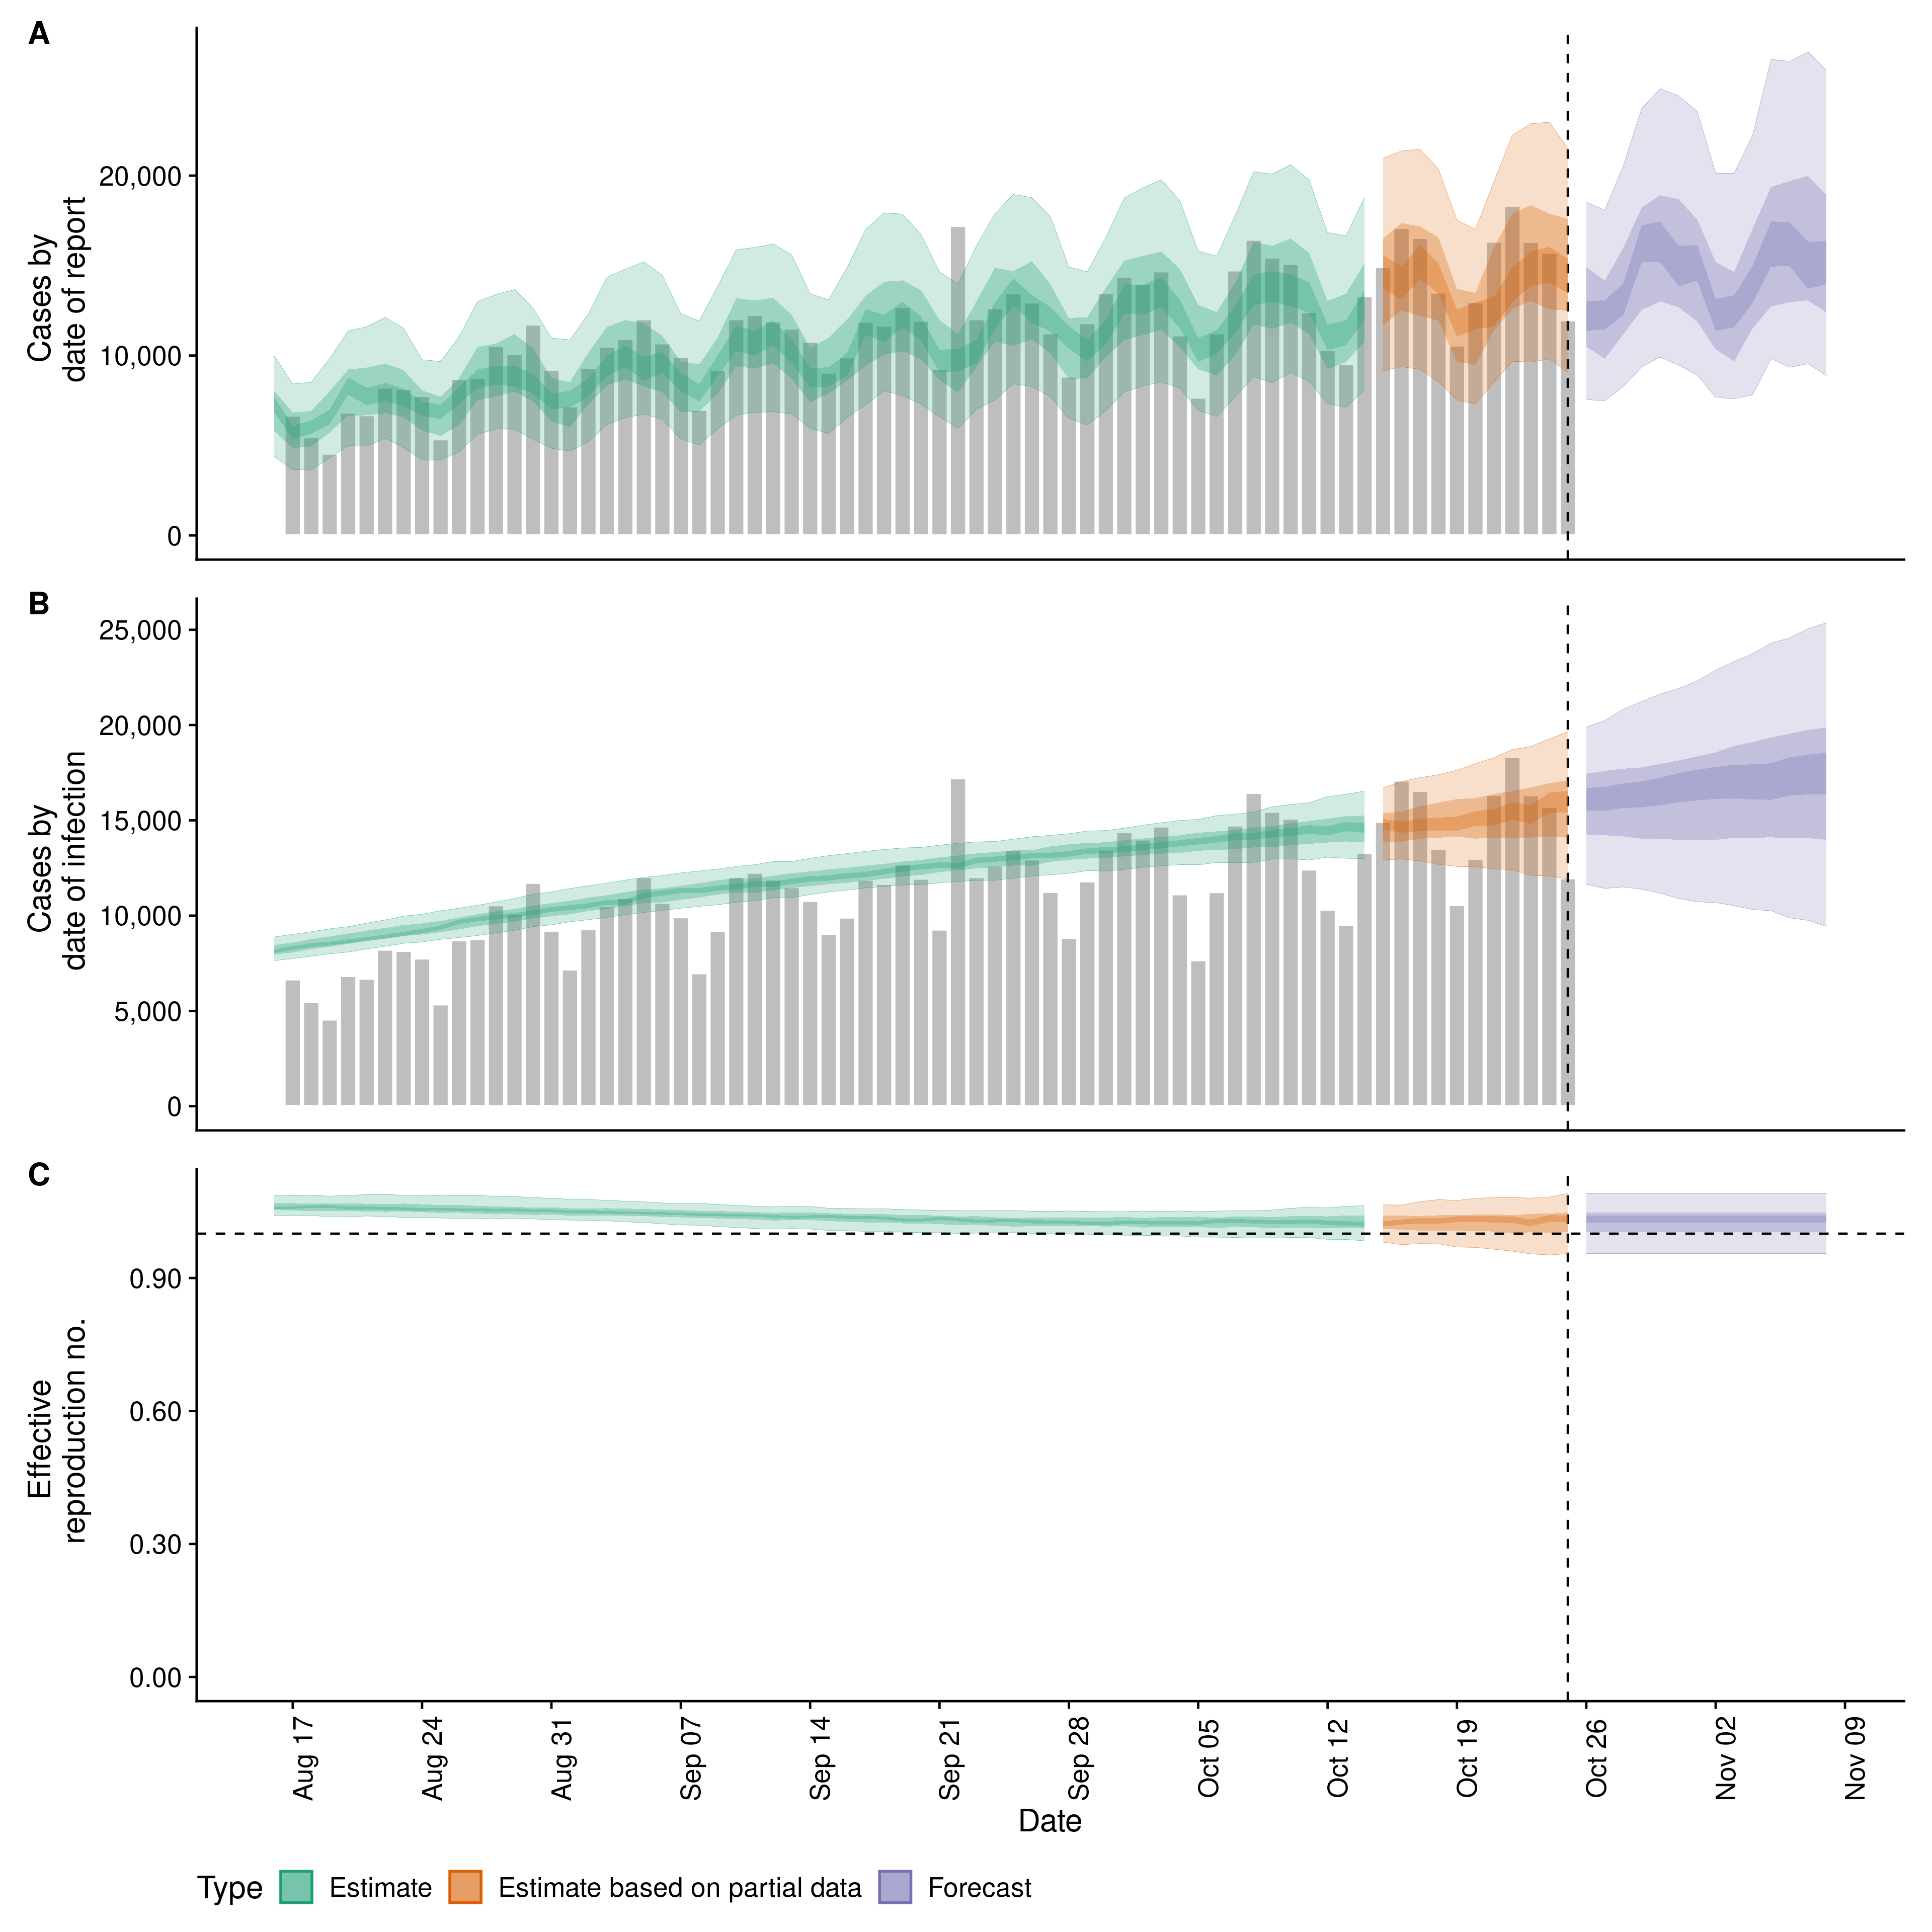 A
Cases by
date of report
20,000
10,000
0
B
Cases by
date of infection
25,000
20,000
15,000
10,000
5,000
0
C
Effective
reproduction no.
0.90
0.60
0.30
0.00
Aug 17
Aug 24
Aug 31
Sep 07
Sep 14
Sep 21
Sep 28
Oct 05
Oct 12
Oct 19
Oct 26
Nov 02
Nov 09
Date
Type Estimate Estimate based on partial data Forecast